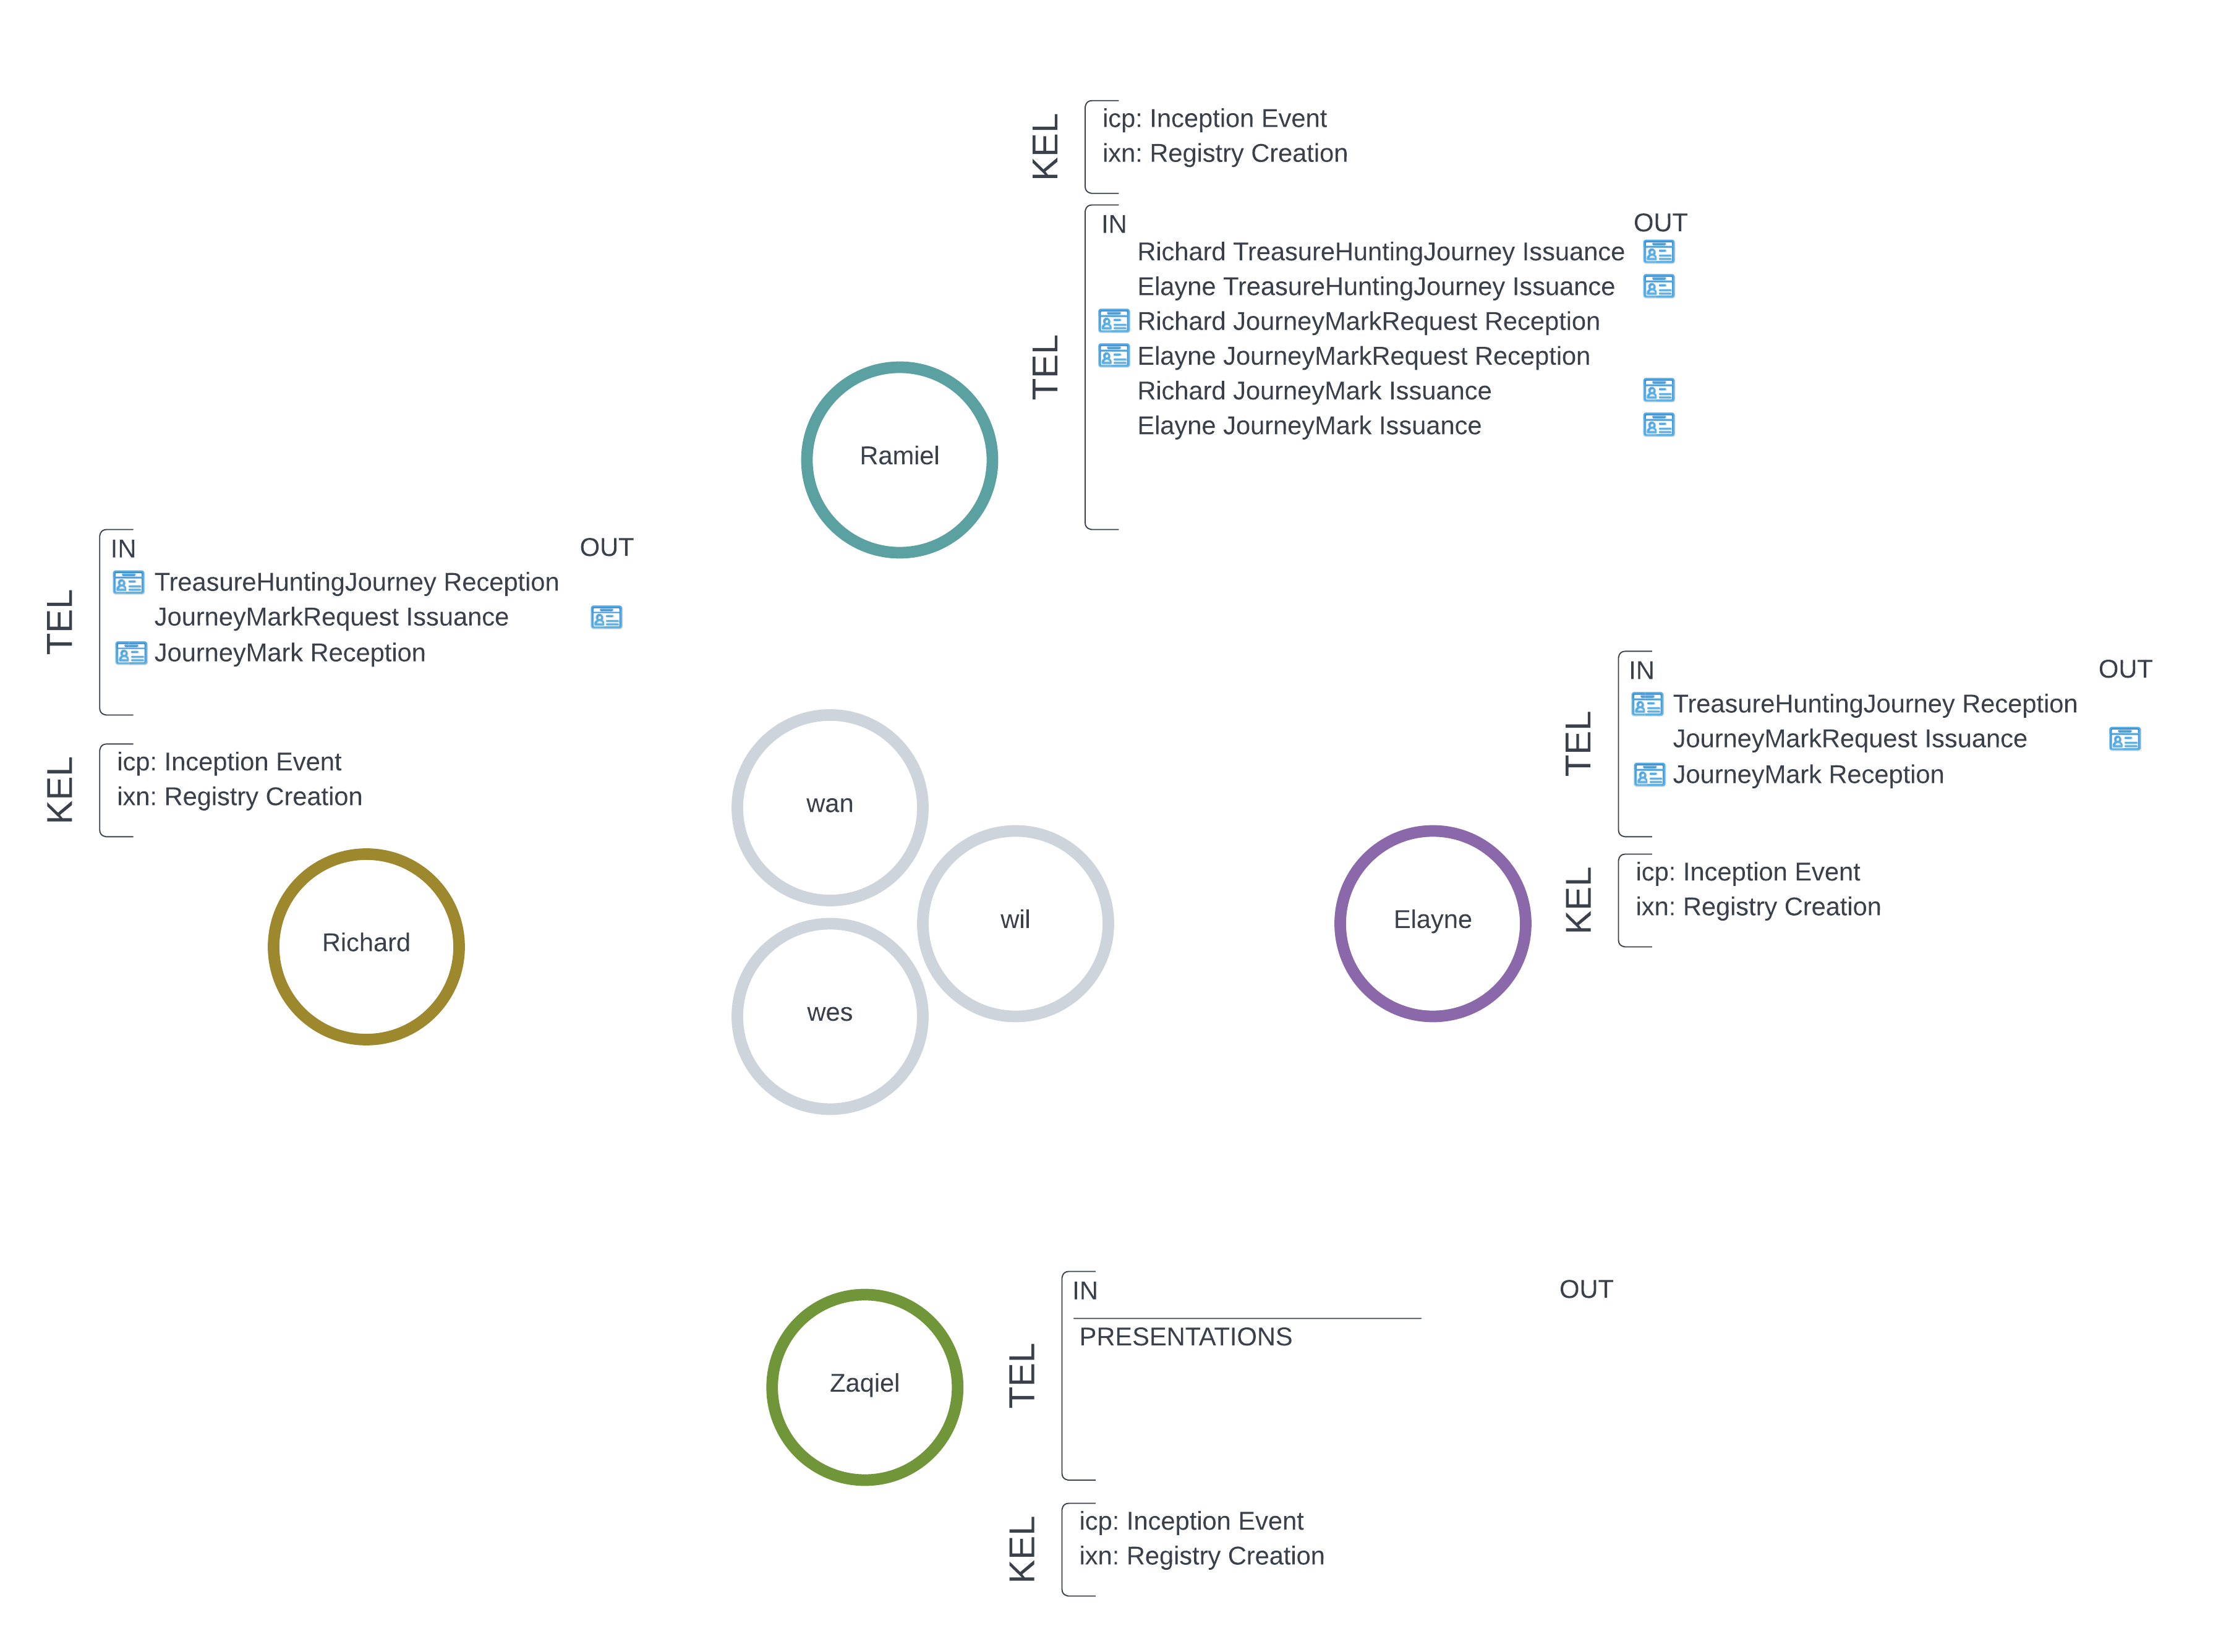 KEL
icp: Inception Event
ixn: Registry Creation
TEL
IN
OUT
Richard TreasureHuntingJourney Issuance
Elayne TreasureHuntingJourney Issuance
Richard JourneyMarkRequest Reception
Elayne JourneyMarkRequest Reception
Richard JourneyMark Issuance
Elayne JourneyMark Issuance
Ramiel
TEL
IN
OUT
TreasureHuntingJourney Reception
JourneyMarkRequest Issuance
JourneyMark Reception
KEL
icp: Inception Event
ixn: Registry Creation
Richard
wan
wil
wes
TEL
IN
OUT
TreasureHuntingJourney Reception
JourneyMarkRequest Issuance
JourneyMark Reception
KEL
icp: Inception Event
ixn: Registry Creation
Elayne
Zaqiel
TEL
IN
OUT
PRESENTATIONS
KEL
icp: Inception Event
ixn: Registry Creation